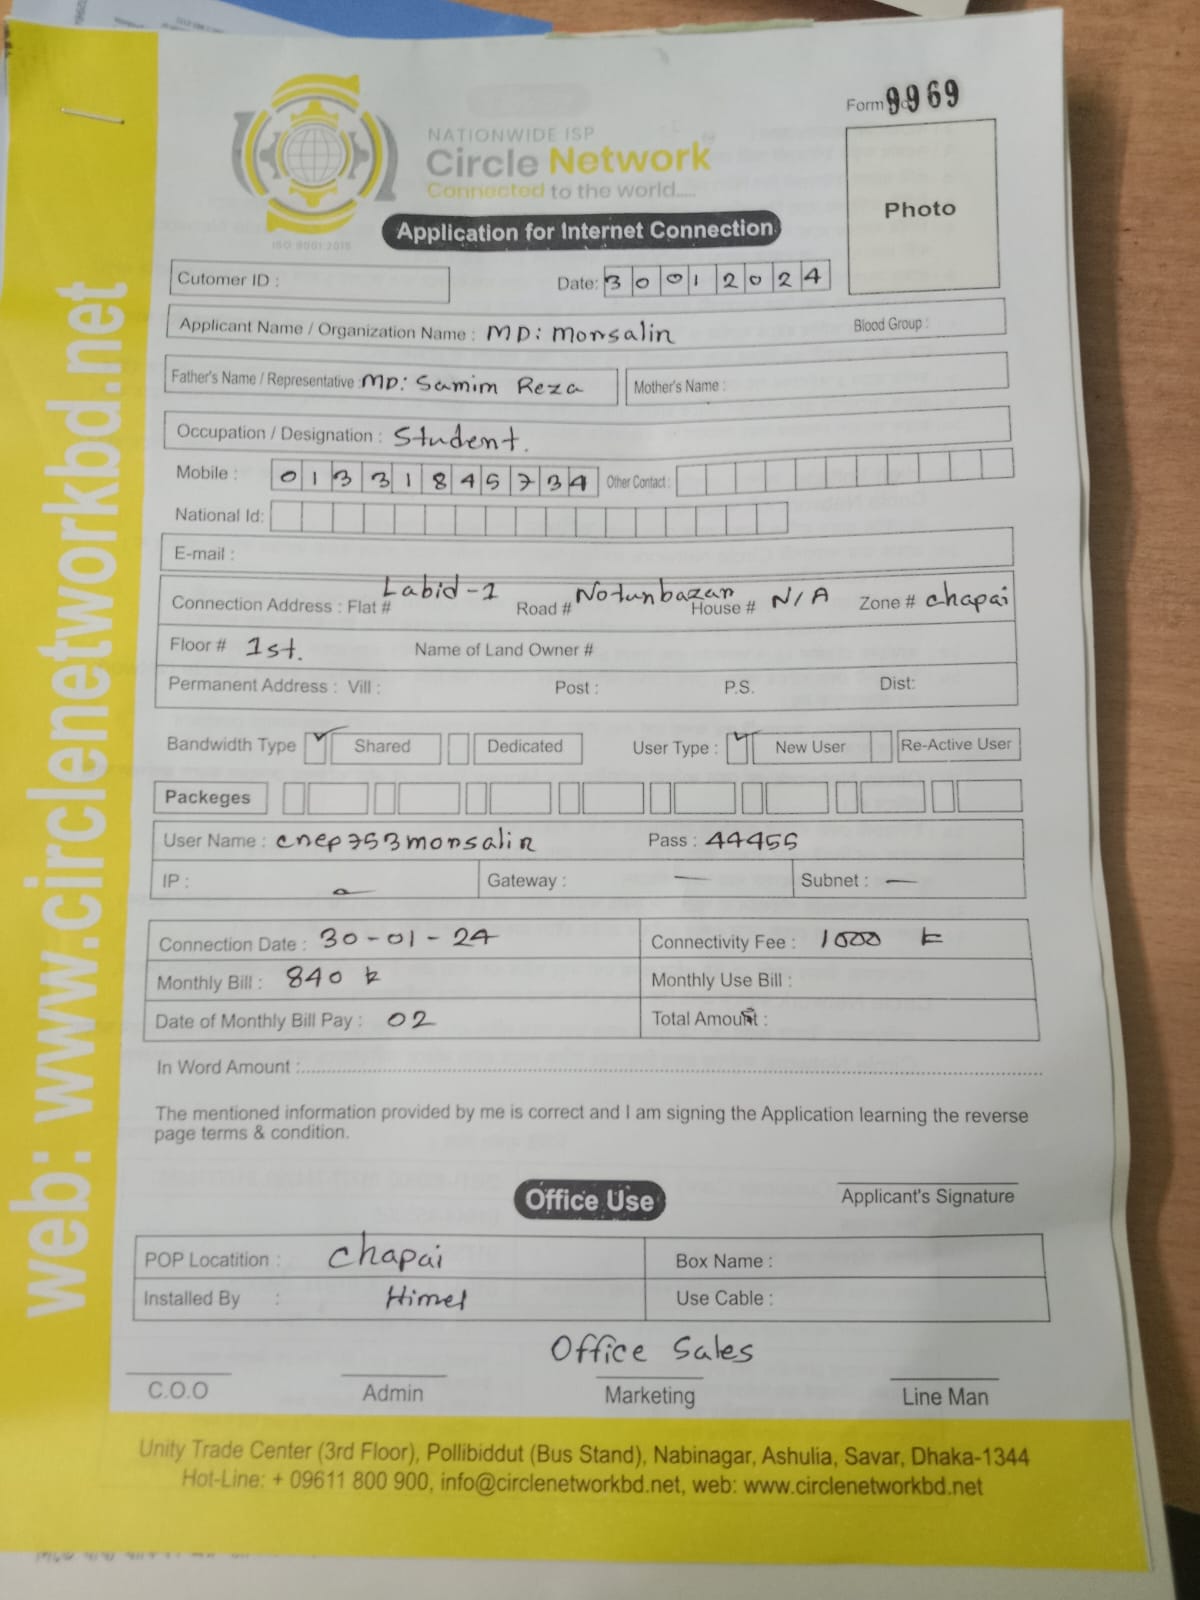 Form No 9969
NATIONWIDE ISP
Circle Network
Connected to the world.....
ISO 9001:2015
Application for Internet Connection
Photo
Cutomer ID :
Date: 30012024
Applicant Name / Organization Name : MD: Monsalin Blood Group :
Father's Name / Representative : MD: Samim Reza Mother's Name :
Occupation / Designation : Student.
Mobile : 01331845734 Other Contact :
National Id:
E-mail :
Connection Address : Flat # Labid-1 Road # Notunbazar House # N/A Zone # chapai
Floor # 1st. Name of Land Owner #
Permanent Address : Vill : Post : P.S. Dist:
Bandwidth Type Shared Dedicated User Type : New User Re-Active User
Packeges
User Name : cnep753monsalin Pass : 44455
IP : Gateway : — Subnet : —
Connection Date : 30-01-24 Connectivity Fee : 1000 
Monthly Bill : 840 Monthly Use Bill :
Date of Monthly Bill Pay : 02 Total Amount :
In Word Amount :
The mentioned information provided by me is correct and I am signing the Application learning the reverse
page terms & condition.
Office Use
Applicant's Signature
POP Locatition : chapai Box Name :
Installed By : Himel Use Cable :
Office Sales
C.O.O Admin Marketing Line Man
Unity Trade Center (3rd Floor), Pollibiddut (Bus Stand), Nabinagar, Ashulia, Savar, Dhaka-1344
Hot-Line: + 09611 800 900, info@circlenetworkbd.net, web: www.circlenetworkbd.net
web: www.circlenetworkbd.net